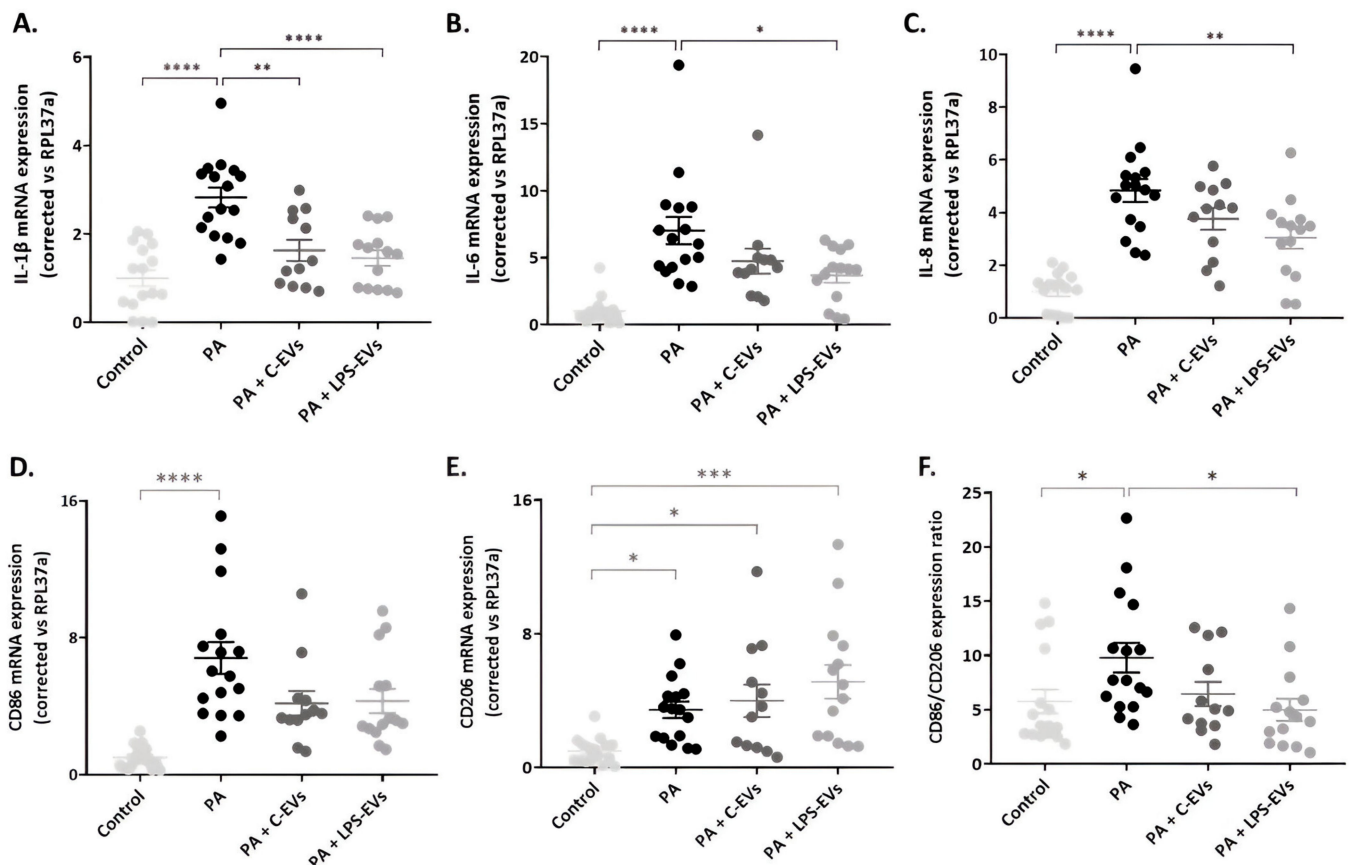 A.
****
**** **
IL-1β mRNA expression
(corrected vs RPL37a)
6
4
2
0
Control
PA
PA + C-EVs
PA + LPS-EVs
B.
**** *
IL-6 mRNA expression
(corrected vs RPL37a)
20
15
10
5
0
Control
PA
PA + C-EVs
PA + LPS-EVs
C.
**** **
IL-8 mRNA expression
(corrected vs RPL37a)
10
8
6
4
2
0
Control
PA
PA + C-EVs
PA + LPS-EVs
D.
****
CD86 mRNA expression
(corrected vs RPL37a)
16
8
0
Control
PA
PA + C-EVs
PA + LPS-EVs
E.
***
*
*
CD206 mRNA expression
(corrected vs RPL37a)
16
8
0
Control
PA
PA + C-EVs
PA + LPS-EVs
F.
* *
CD86/CD206 expression ratio
25
20
15
10
5
0
Control
PA
PA + C-EVs
PA + LPS-EVs